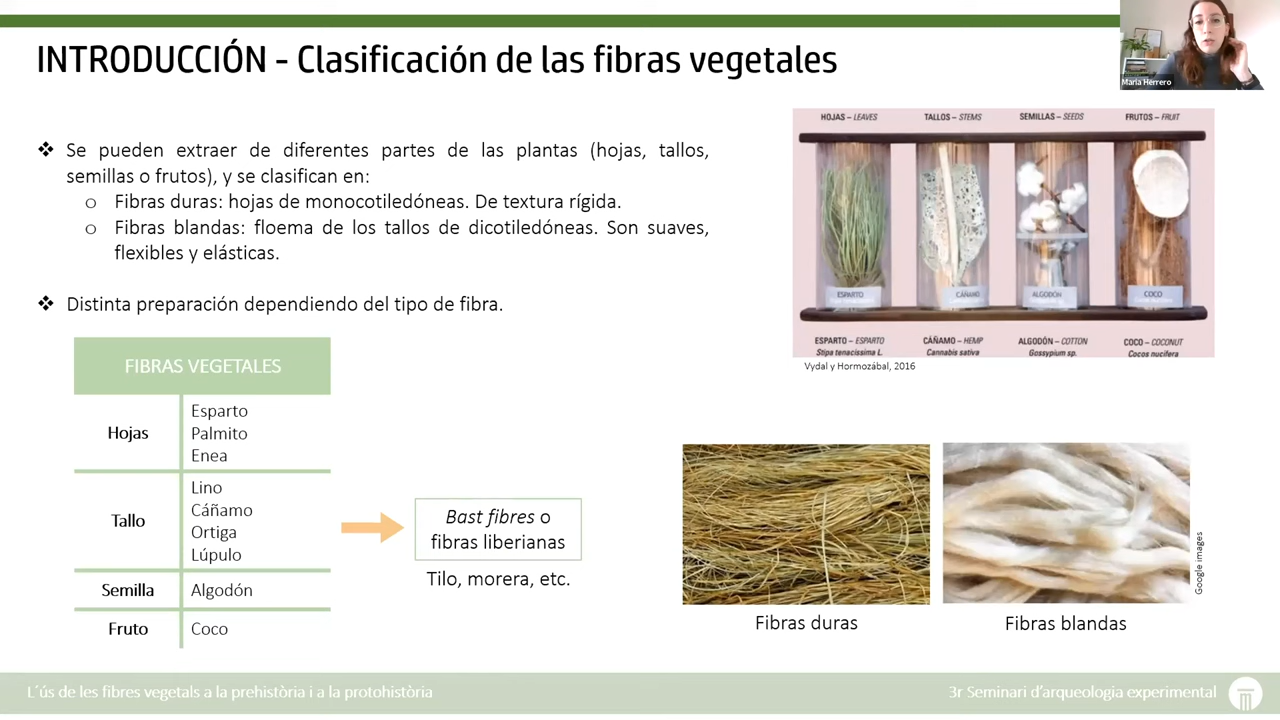 INTRODUCCIÓN - Clasificación de las fibras vegetales
Maria Herrero
❖ Se pueden extraer de diferentes partes de las plantas (hojas, tallos,
semillas o frutos), y se clasifican en:
o Fibras duras: hojas de monocotiledóneas. De textura rígida.
o Fibras blandas: floema de los tallos de dicotiledóneas. Son suaves,
flexibles y elásticas.
❖ Distinta preparación dependiendo del tipo de fibra.
HOJAS – LEAVES
TALLOS – STEMS
SEMILLAS – SEEDS
FRUTOS – FRUIT
ESPARTO
CÁÑAMO
ALGODÓN
COCO
ESPARTO – ESPARTO
Stipa tenacissima L.
CÁÑAMO – HEMP
Cannabis sativa
ALGODÓN – COTTON
Gossypium sp.
COCO – COCONUT
Cocos nucifera
Vydal y Hormozábal, 2016
FIBRAS VEGETALES
Hojas
Esparto
Palmito
Enea
Tallo
Lino
Cáñamo
Ortiga
Lúpulo
Semilla
Algodón
Fruto
Coco
Bast fibres o
fibras liberianas
Tilo, morera, etc.
Fibras duras
Fibras blandas
Google images
L´ús de les fibres vegetals a la prehistòria i a la protohistòria
3r Seminari d’arqueologia experimental